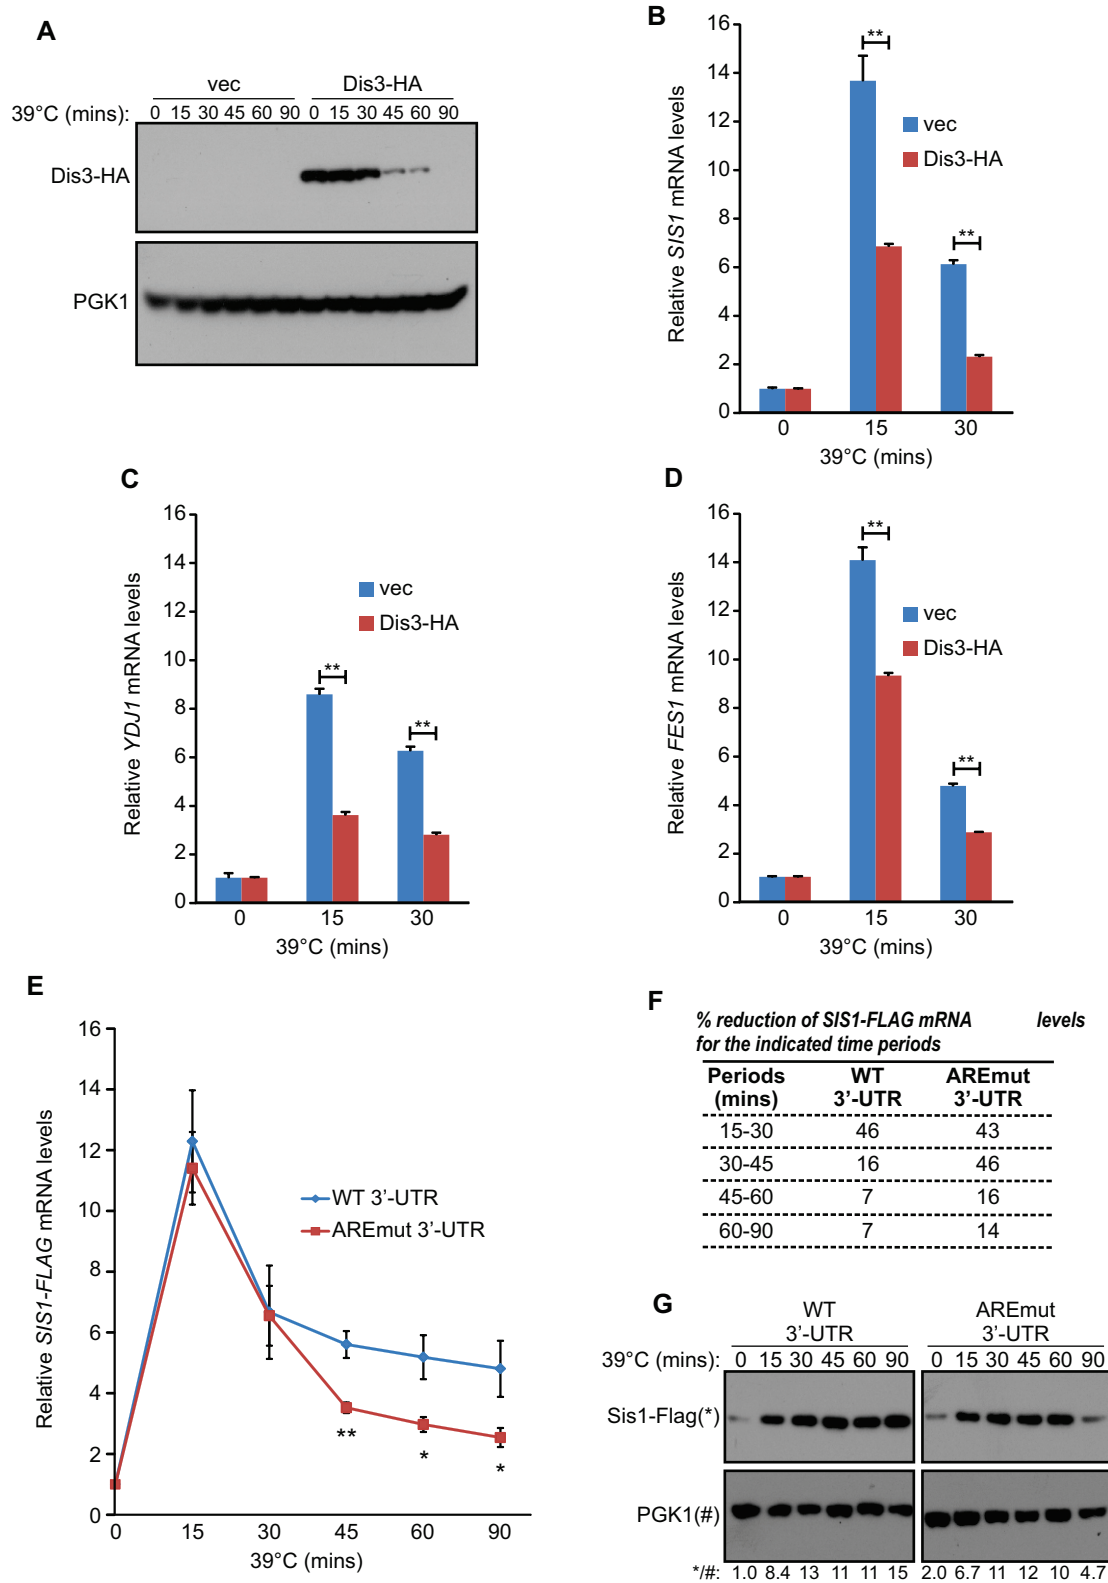 A
vec Dis3-HA
39°C (mins): 0 15 30 45 60 90 0 15 30 45 60 90
Dis3-HA
PGK1
B
Relative SIS1 mRNA levels
16
14
12
10
8
6
4
2
0
**
**
vec
Dis3-HA
0 15 30
39°C (mins)
C
Relative YDJ1 mRNA levels
16
14
12
10
8
6
4
2
0
**
**
vec
Dis3-HA
0 15 30
39°C (mins)
D
Relative FES1 mRNA levels
16
14
12
10
8
6
4
2
0
**
**
vec
Dis3-HA
0 15 30
39°C (mins)
E
Relative SIS1-FLAG mRNA levels
16
14
12
10
8
6
4
2
0
WT 3’-UTR
AREmut 3’-UTR
**
*
*
0 15 30 45 60 90
39°C (mins)
F
% reduction of SIS1-FLAG mRNA levels
for the indicated time periods
Periods WT AREmut
(mins) 3’-UTR 3’-UTR
15-30 46 43
30-45 16 46
45-60 7 16
60-90 7 14
G
WT AREmut
3’-UTR 3’-UTR
39°C (mins): 0 15 30 45 60 90 0 15 30 45 60 90
Sis1-Flag(*)
PGK1(#)
*/#: 1.0 8.4 13 11 11 15 2.0 6.7 11 12 10 4.7